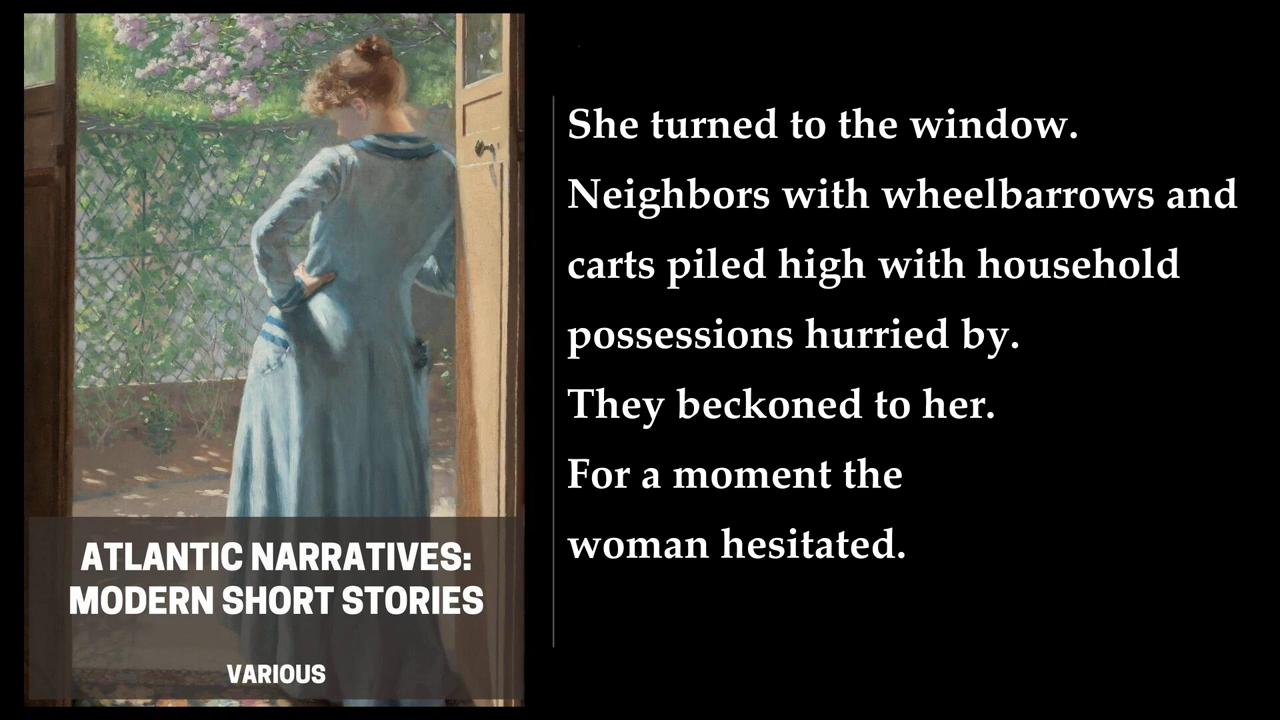 ATLANTIC NARRATIVES:
MODERN SHORT STORIES
VARIOUS
She turned to the window.
Neighbors with wheelbarrows and
carts piled high with household
possessions hurried by.
They beckoned to her.
For a moment the
woman hesitated.